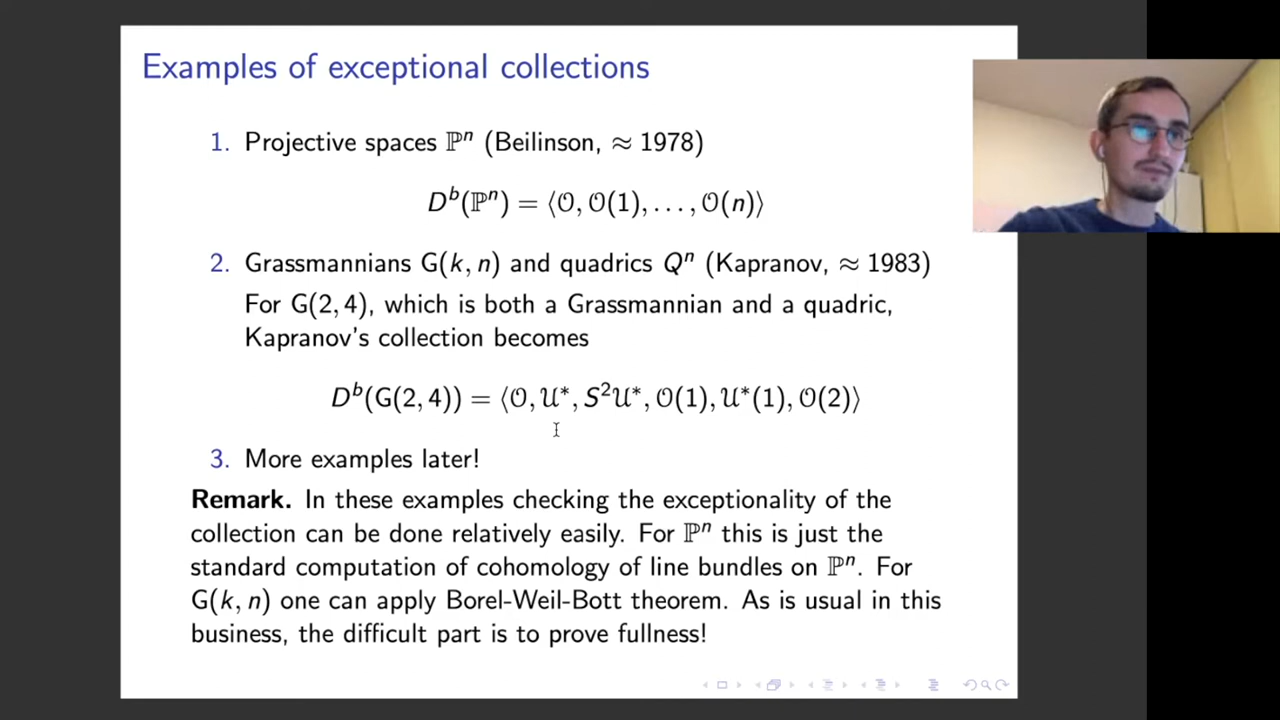 Examples of exceptional collections
1. Projective spaces ℙⁿ (Beilinson, ≈ 1978)
Dᵇ(ℙⁿ) = ⟨𝒪, 𝒪(1), . . . , 𝒪(n)⟩
2. Grassmannians G(k, n) and quadrics Qⁿ (Kapranov, ≈ 1983)
For G(2, 4), which is both a Grassmannian and a quadric,
Kapranov's collection becomes
Dᵇ(G(2, 4)) = ⟨𝒪, 𝒰*, S²𝒰*, 𝒪(1), 𝒰*(1), 𝒪(2)⟩
3. More examples later!
Remark. In these examples checking the exceptionality of the
collection can be done relatively easily. For ℙⁿ this is just the
standard computation of cohomology of line bundles on ℙⁿ. For
G(k, n) one can apply Borel-Weil-Bott theorem. As is usual in this
business, the difficult part is to prove fullness!